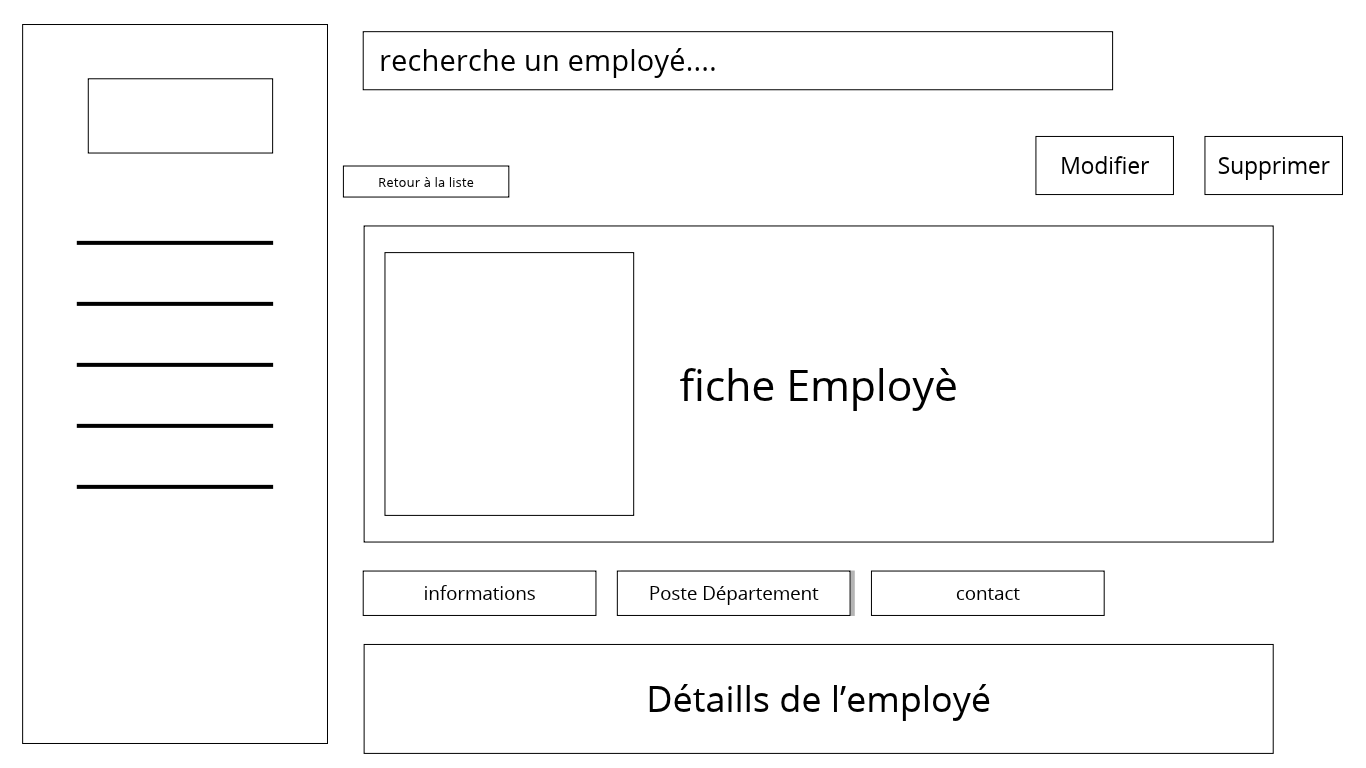 recherche un employé....
Modifier
Supprimer
Retour à la liste
fiche Employè
informations
Poste Département
contact
Détaills de l’employé